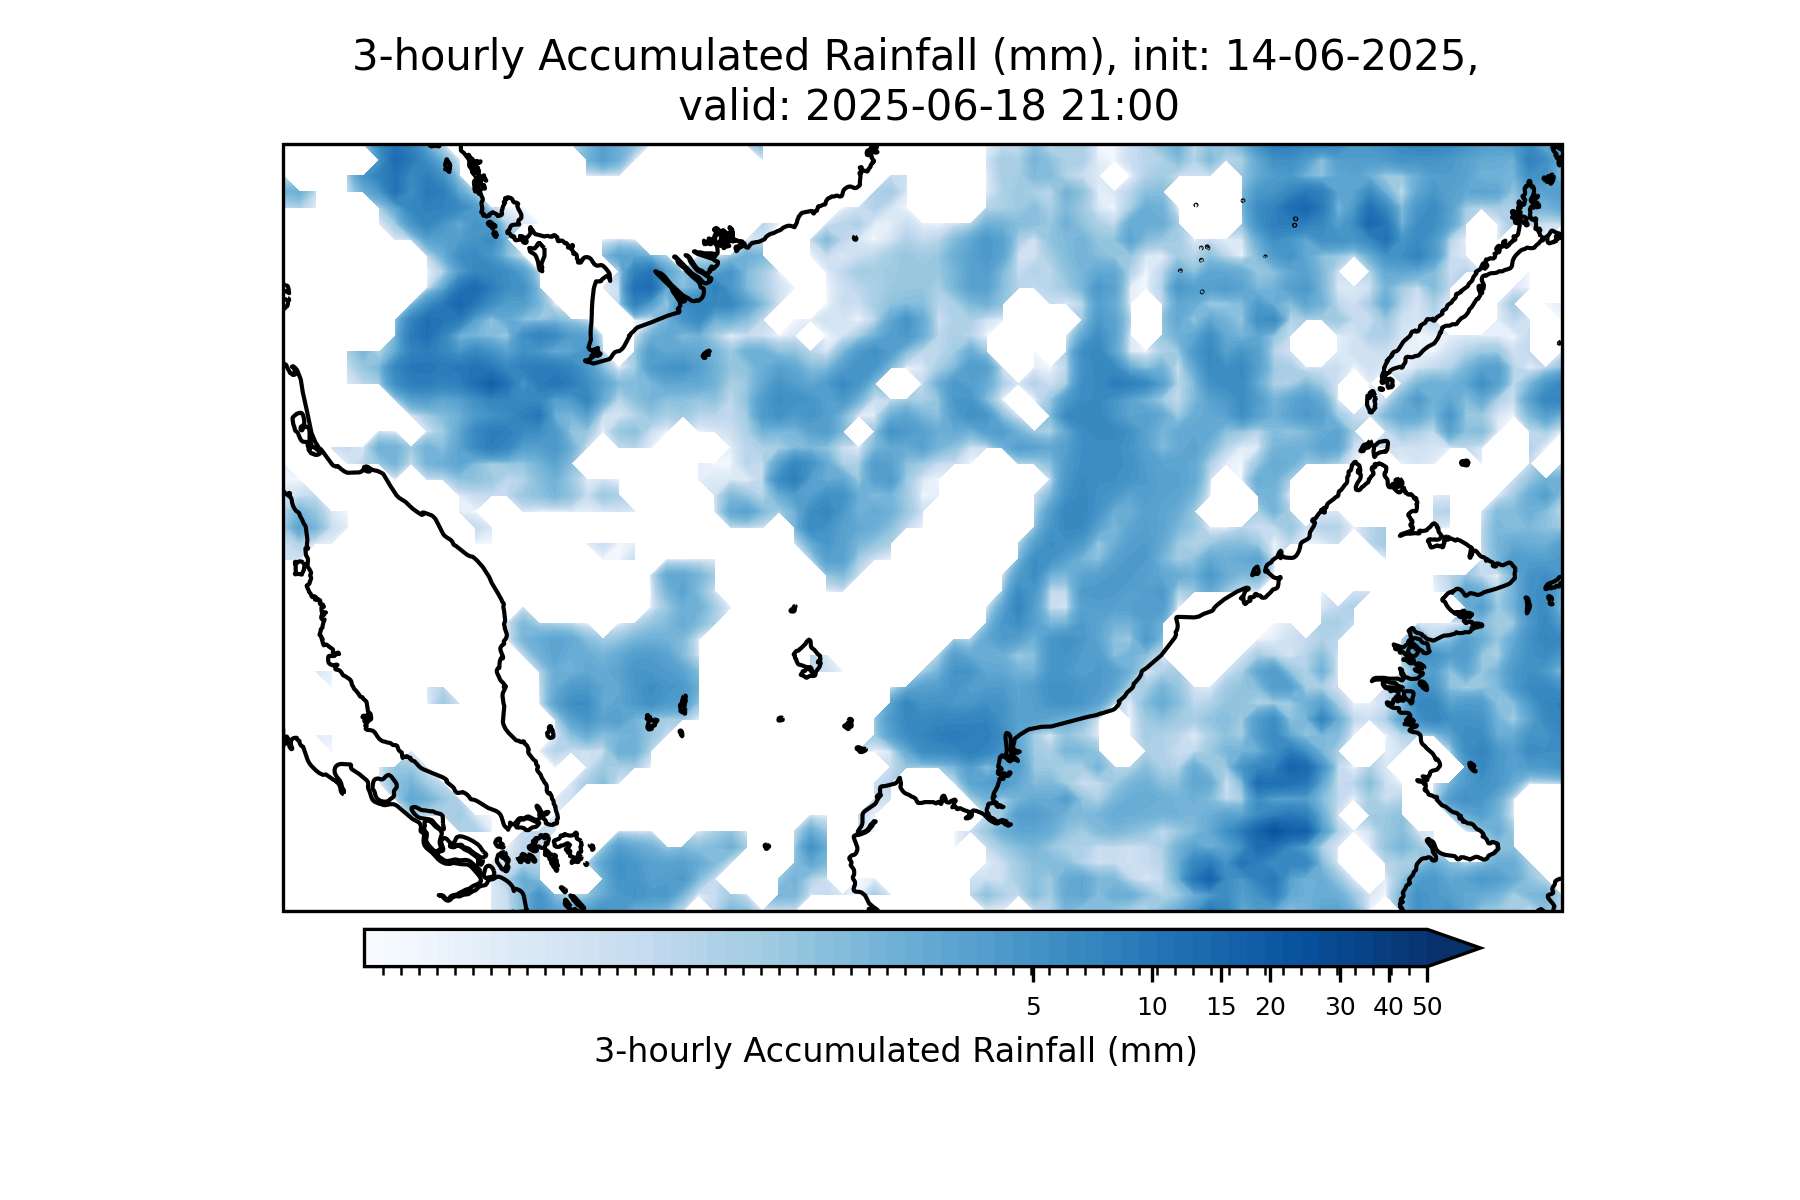 3-hourly Accumulated Rainfall (mm), init: 14-06-2025,
valid: 2025-06-18 21:00
5 10 15 20 30 40 50
3-hourly Accumulated Rainfall (mm)